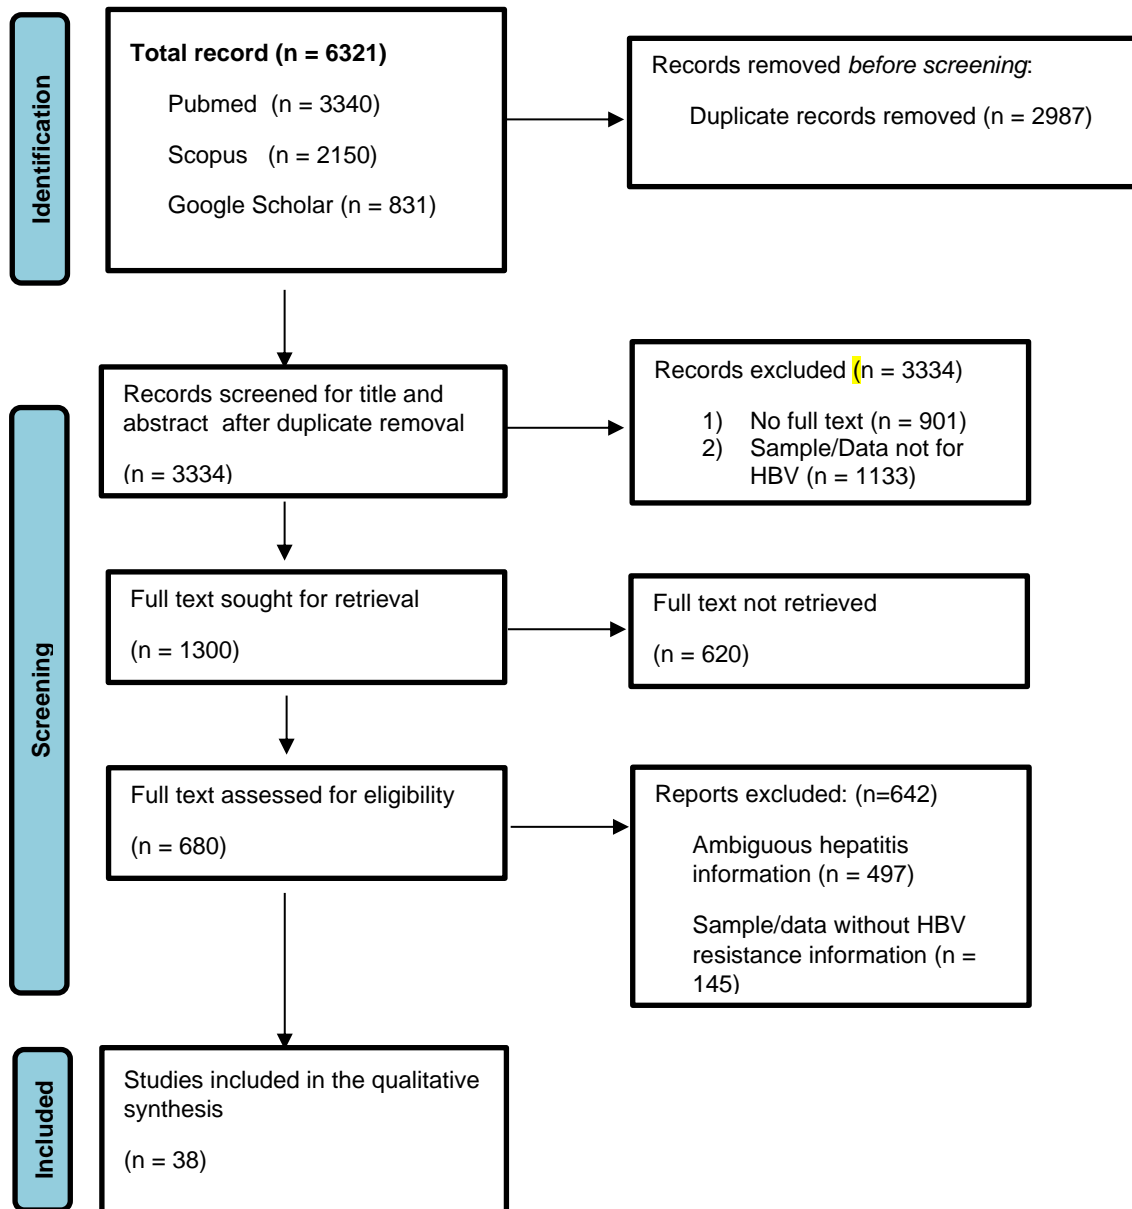 Identification
Total record (n = 6321)
Pubmed (n = 3340)
Scopus (n = 2150)
Google Scholar (n = 831)
Records removed before screening:
Duplicate records removed (n = 2987)
Screening
Records screened for title and
abstract after duplicate removal
(n = 3334)
Records excluded (n = 3334)
1) No full text (n = 901)
2) Sample/Data not for
HBV (n = 1133)
Full text sought for retrieval
(n = 1300)
Full text not retrieved
(n = 620)
Full text assessed for eligibility
(n = 680)
Reports excluded: (n=642)
Ambiguous hepatitis
information (n = 497)
Sample/data without HBV
resistance information (n =
145)
Included
Studies included in the qualitative
synthesis
(n = 38)